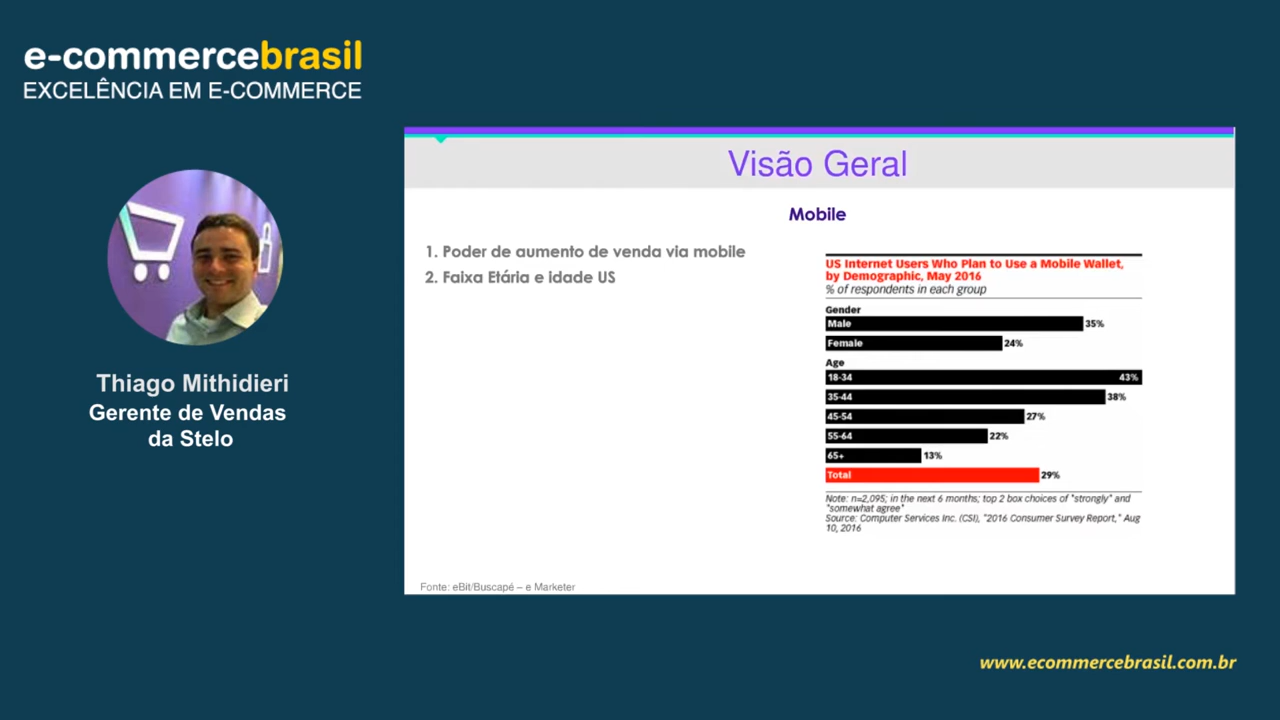 e-commercebrasil
EXCELÊNCIA EM E-COMMERCE
Thiago Mithidieri
Gerente de Vendas
da Stelo
Visão Geral
Mobile
1. Poder de aumento de venda via mobile
2. Faixa Etária e idade US
US Internet Users Who Plan to Use a Mobile Wallet,
by Demographic, May 2016
% of respondents in each group
Gender
Male 35%
Female 24%
Age
18-34 43%
35-44 38%
45-54 27%
55-64 22%
65+ 13%
Total 29%
Note: n=2,095; in the next 6 months; top 2 box choices of "strongly" and
"somewhat agree"
Source: Computer Services Inc. (CSI), "2016 Consumer Survey Report," Aug
10, 2016
Fonte: eBit/Buscapé – e Marketer
www.ecommercebrasil.com.br